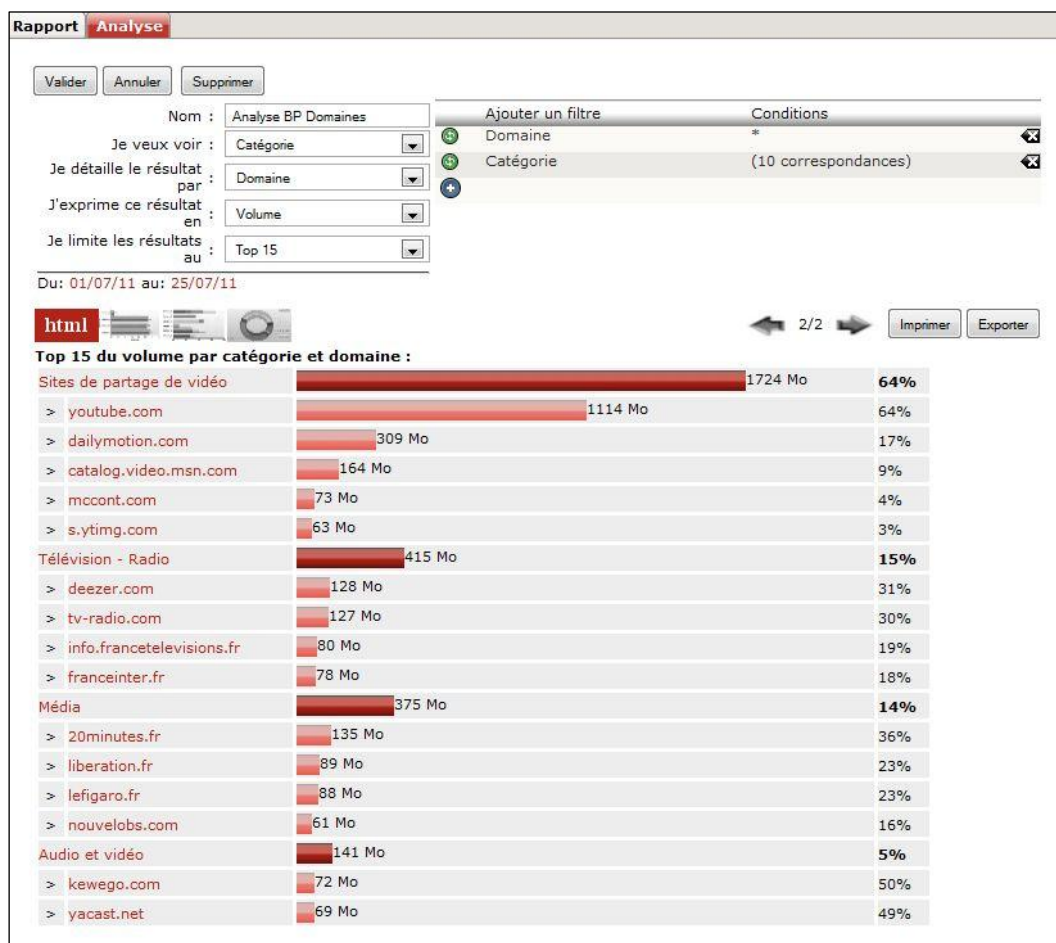 Rapport Analyse
Valider Annuler Supprimer
Nom : Analyse BP Domaines
Je veux voir : Catégorie
Je détaille le résultat par : Domaine
J'exprime ce résultat en : Volume
Je limite les résultats au : Top 15
Ajouter un filtre Conditions
Domaine *
Catégorie (10 correspondances)
Du: 01/07/11 au: 25/07/11
html 2/2 Imprimer Exporter
Top 15 du volume par catégorie et domaine :
Sites de partage de vidéo 1724 Mo 64%
> youtube.com 1114 Mo 64%
> dailymotion.com 309 Mo 17%
> catalog.video.msn.com 164 Mo 9%
> mccont.com 73 Mo 4%
> s.ytimg.com 63 Mo 3%
Télévision - Radio 415 Mo 15%
> deezer.com 128 Mo 31%
> tv-radio.com 127 Mo 30%
> info.francetelevisions.fr 80 Mo 19%
> franceinter.fr 78 Mo 18%
Média 375 Mo 14%
> 20minutes.fr 135 Mo 36%
> liberation.fr 89 Mo 23%
> lefigaro.fr 88 Mo 23%
> nouvelobs.com 61 Mo 16%
Audio et vidéo 141 Mo 5%
> kewego.com 72 Mo 50%
> yacast.net 69 Mo 49%